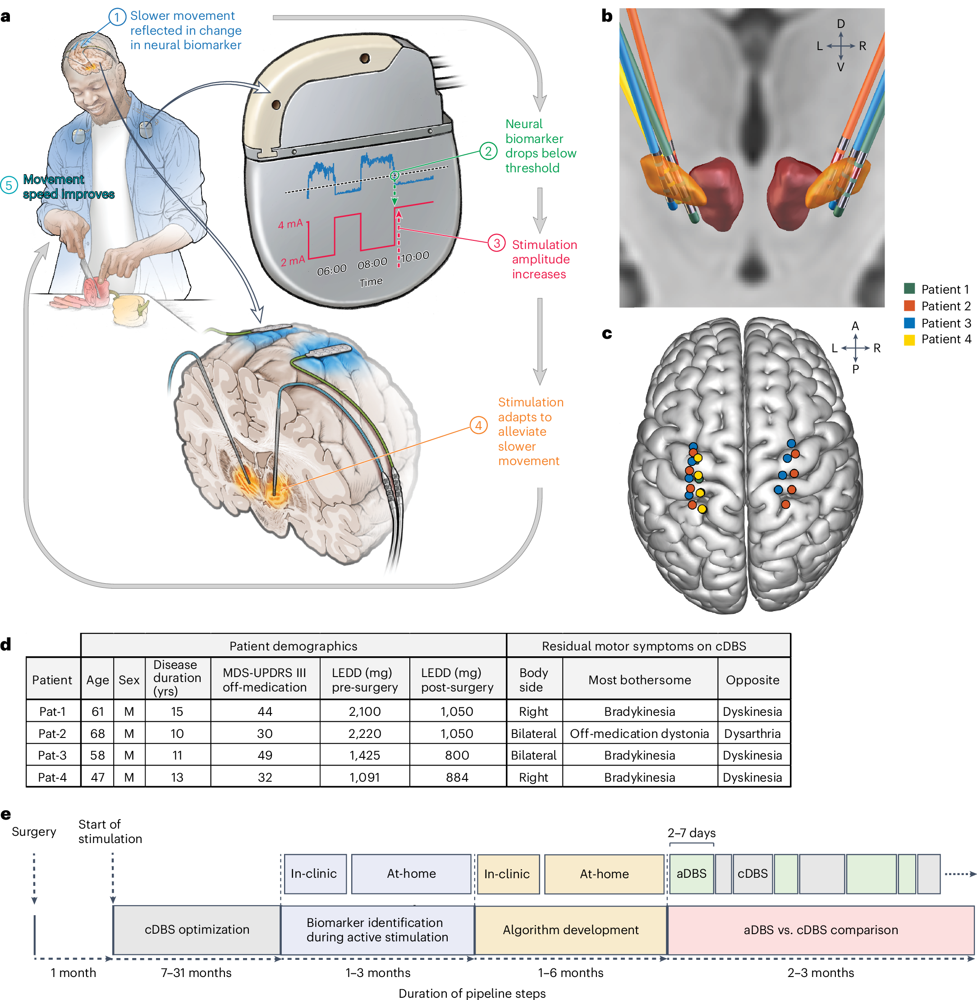 a
1
Slower movement
reflected in change
in neural biomarker
2
Neural
biomarker
drops below
threshold
4 mA
2 mA
06:00
08:00
10:00
Time
3
Stimulation
amplitude
increases
4
Stimulation
adapts to
alleviate
slower
movement
5
Movement
speed improves
b
D
L
R
V
Patient 1
Patient 2
Patient 3
Patient 4
c
A
L
R
P
d
Patient demographics
Residual motor symptoms on cDBS
Patient
Age
Sex
Disease
duration
(yrs)
MDS-UPDRS III
off-medication
LEDD (mg)
pre-surgery
LEDD (mg)
post-surgery
Body
side
Most bothersome
Opposite
Pat-1 61 M 15 44 2,100 1,050 Right Bradykinesia Dyskinesia
Pat-2 68 M 10 30 2,220 1,050 Bilateral Off-medication dystonia Dysarthria
Pat-3 58 M 11 49 1,425 800 Bilateral Bradykinesia Dyskinesia
Pat-4 47 M 13 32 1,091 884 Right Bradykinesia Dyskinesia
e
Surgery
Start of
stimulation
2–7 days
In-clinic
At-home
In-clinic
At-home
aDBS
cDBS
cDBS optimization
Biomarker identification
during active stimulation
Algorithm development
aDBS vs. cDBS comparison
1 month
7–31 months
1–3 months
1–6 months
2–3 months
Duration of pipeline steps